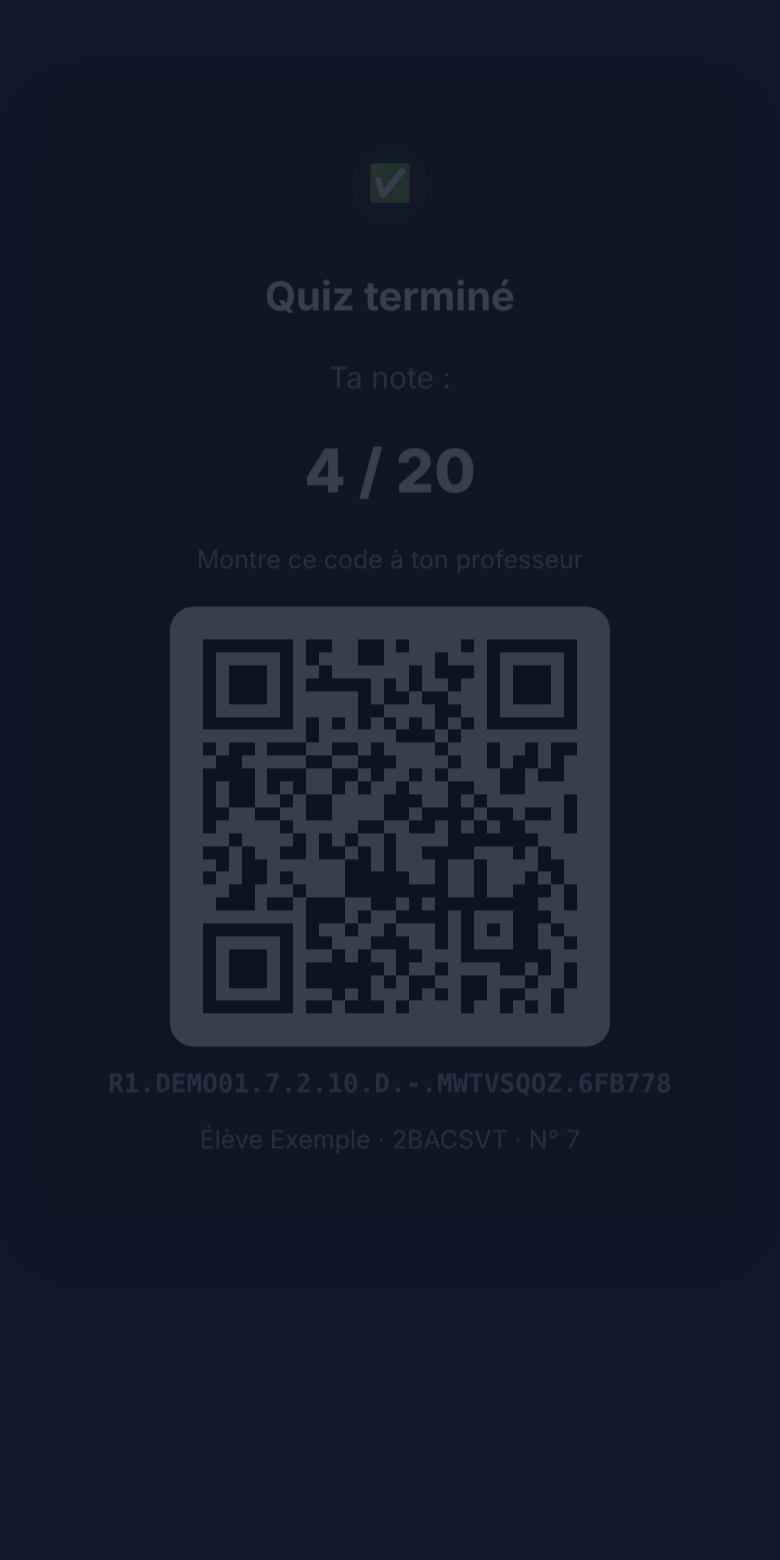 Quiz terminé
Ta note :
4 / 20
Montre ce code à ton professeur
R1.DEMO01.7.2.10.D.-.MWTVSQOZ.6FB778
Élève Exemple · 2BACSVT · N° 7